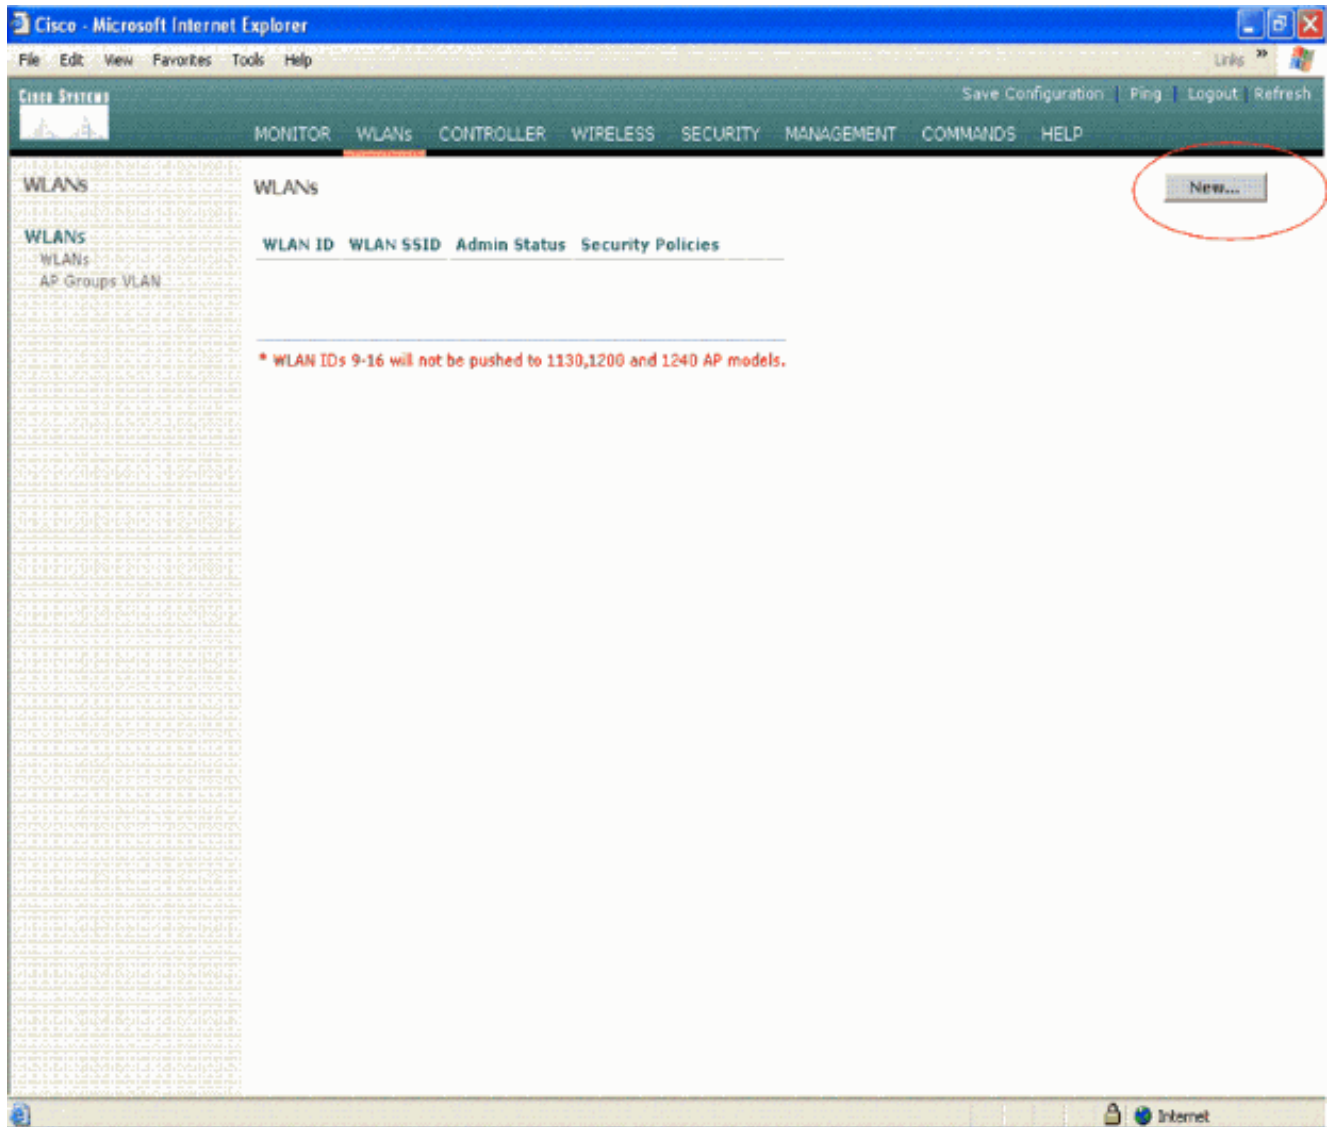 Cisco - Microsoft Internet Explorer
File Edit View Favorites Tools Help
Links »
CISCO SYSTEMS
Save Configuration | Ping | Logout | Refresh
MONITOR WLANs CONTROLLER WIRELESS SECURITY MANAGEMENT COMMANDS HELP
WLANs
WLANs
WLANs
AP Groups VLAN
WLANs
New...
WLAN ID WLAN SSID Admin Status Security Policies
* WLAN IDs 9-16 will not be pushed to 1130,1200 and 1240 AP models.
Internet